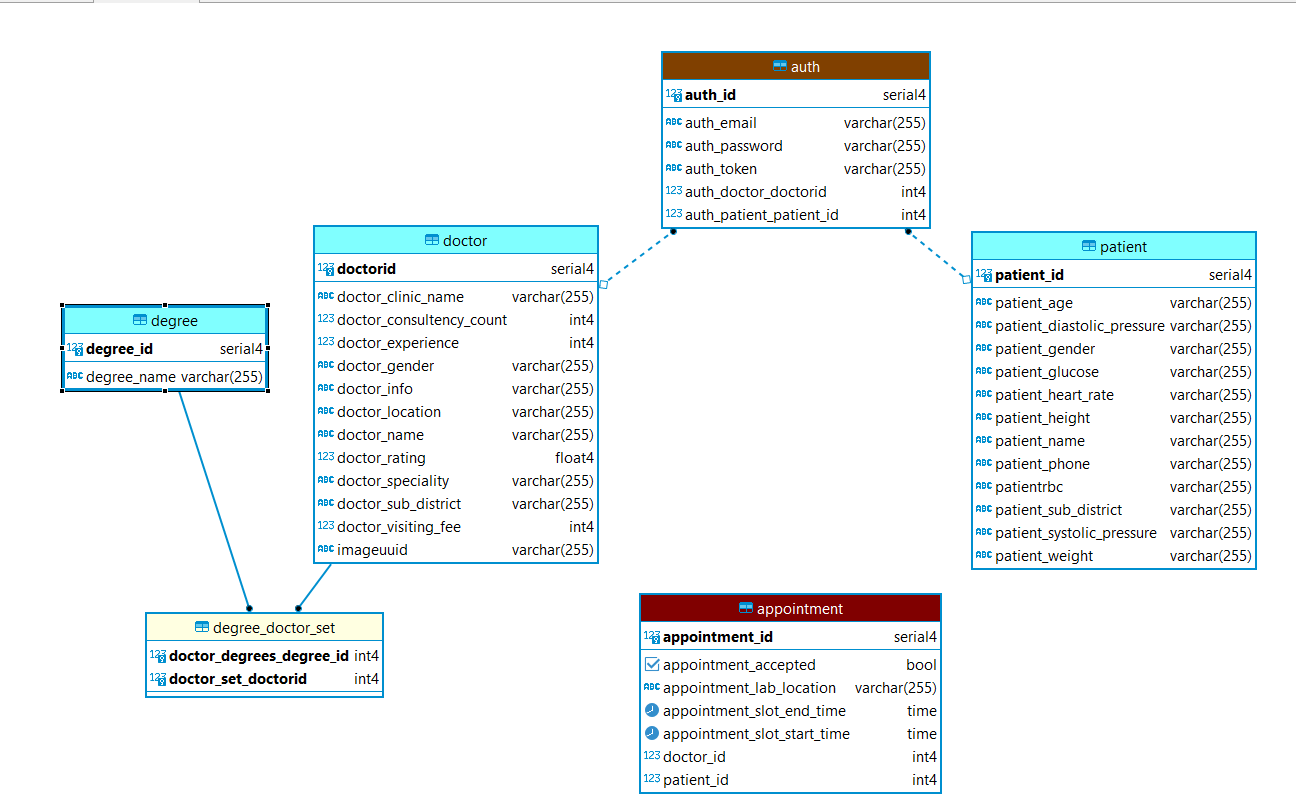 auth
auth_id serial4
auth_email varchar(255)
auth_password varchar(255)
auth_token varchar(255)
auth_doctor_doctorid int4
auth_patient_patient_id int4
doctor
doctorid serial4
doctor_clinic_name varchar(255)
doctor_consultency_count int4
doctor_experience int4
doctor_gender varchar(255)
doctor_info varchar(255)
doctor_location varchar(255)
doctor_name varchar(255)
doctor_rating float4
doctor_speciality varchar(255)
doctor_sub_district varchar(255)
doctor_visiting_fee int4
imageuuid varchar(255)
patient
patient_id serial4
patient_age varchar(255)
patient_diastolic_pressure varchar(255)
patient_gender varchar(255)
patient_glucose varchar(255)
patient_heart_rate varchar(255)
patient_height varchar(255)
patient_name varchar(255)
patient_phone varchar(255)
patientrbc varchar(255)
patient_sub_district varchar(255)
patient_systolic_pressure varchar(255)
patient_weight varchar(255)
degree
degree_id serial4
degree_name varchar(255)
degree_doctor_set
doctor_degrees_degree_id int4
doctor_set_doctorid int4
appointment
appointment_id serial4
appointment_accepted bool
appointment_lab_location varchar(255)
appointment_slot_end_time time
appointment_slot_start_time time
doctor_id int4
patient_id int4